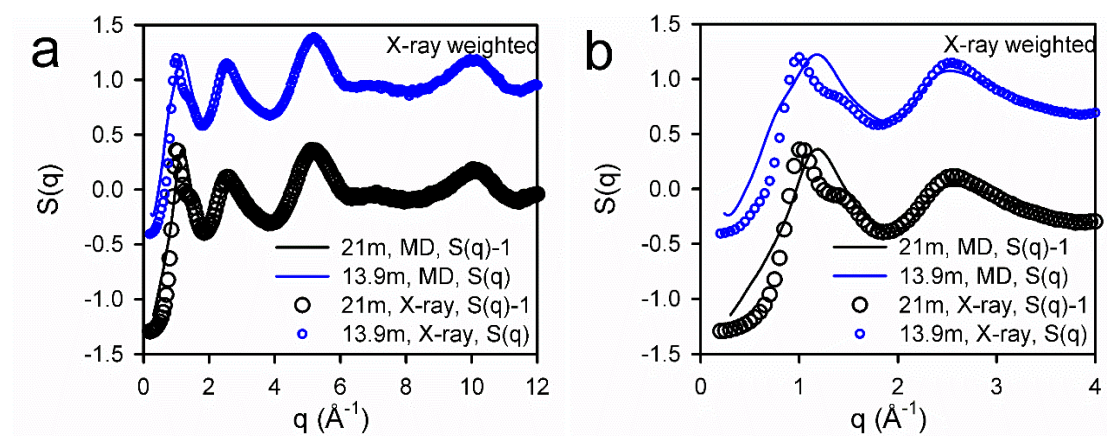 a
X-ray weighted
S(q)
1.5
1.0
0.5
0.0
-0.5
-1.0
-1.5
21m, MD, S(q)-1
13.9m, MD, S(q)
21m, X-ray, S(q)-1
13.9m, X-ray, S(q)
0 2 4 6 8 10 12
q (Å-1)
b
X-ray weighted
S(q)
1.5
1.0
0.5
0.0
-0.5
-1.0
-1.5
21m, MD, S(q)-1
13.9m, MD, S(q)
21m, X-ray, S(q)-1
13.9m, X-ray, S(q)
0 1 2 3 4
q (Å-1)